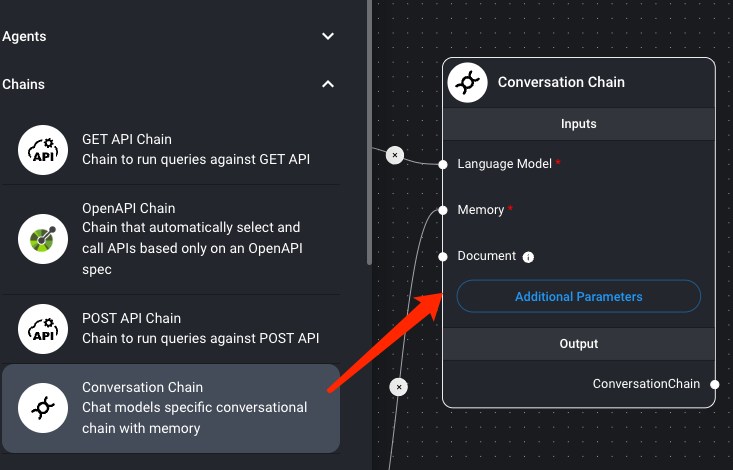 Agents
Chains
API
GET API Chain
Chain to run queries against GET API
OpenAPI Chain
Chain that automatically select and
call APIs based only on an OpenAPI
spec
API
POST API Chain
Chain to run queries against POST API
Conversation Chain
Chat models specific conversational
chain with memory
Conversation Chain
Inputs
Language Model *
Memory *
Document i
Additional Parameters
Output
ConversationChain